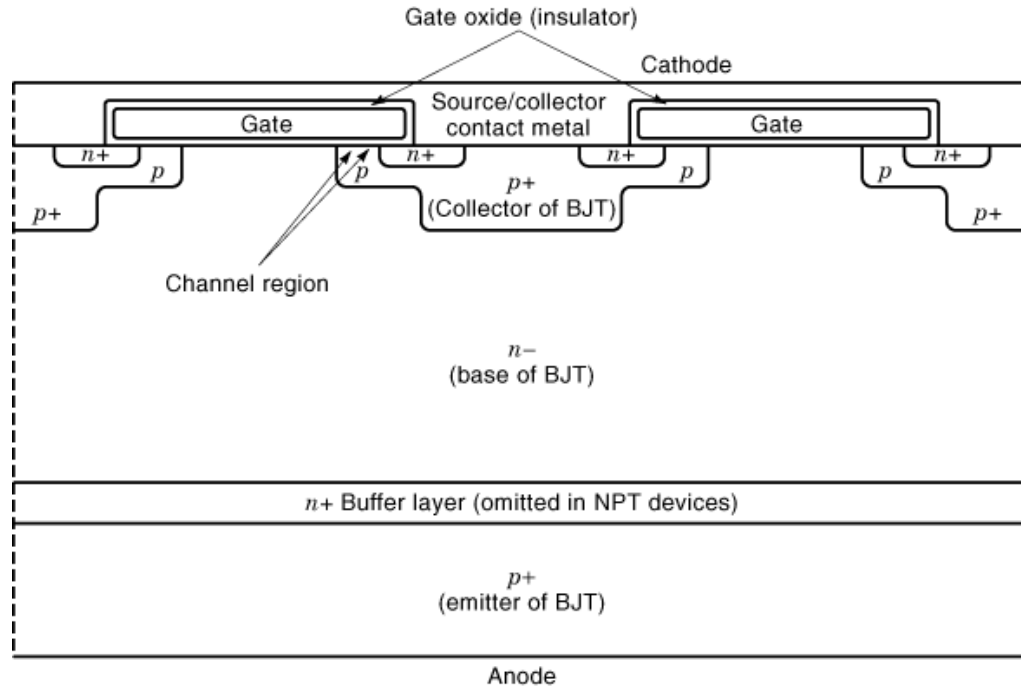 Gate oxide (insulator)
Cathode
Source/collector
contact metal
Gate
Gate
n+
n+
n+
n+
p
p
p
p
p+
p+
(Collector of BJT)
p+
Channel region
n−
(base of BJT)
n+ Buffer layer (omitted in NPT devices)
p+
(emitter of BJT)
Anode